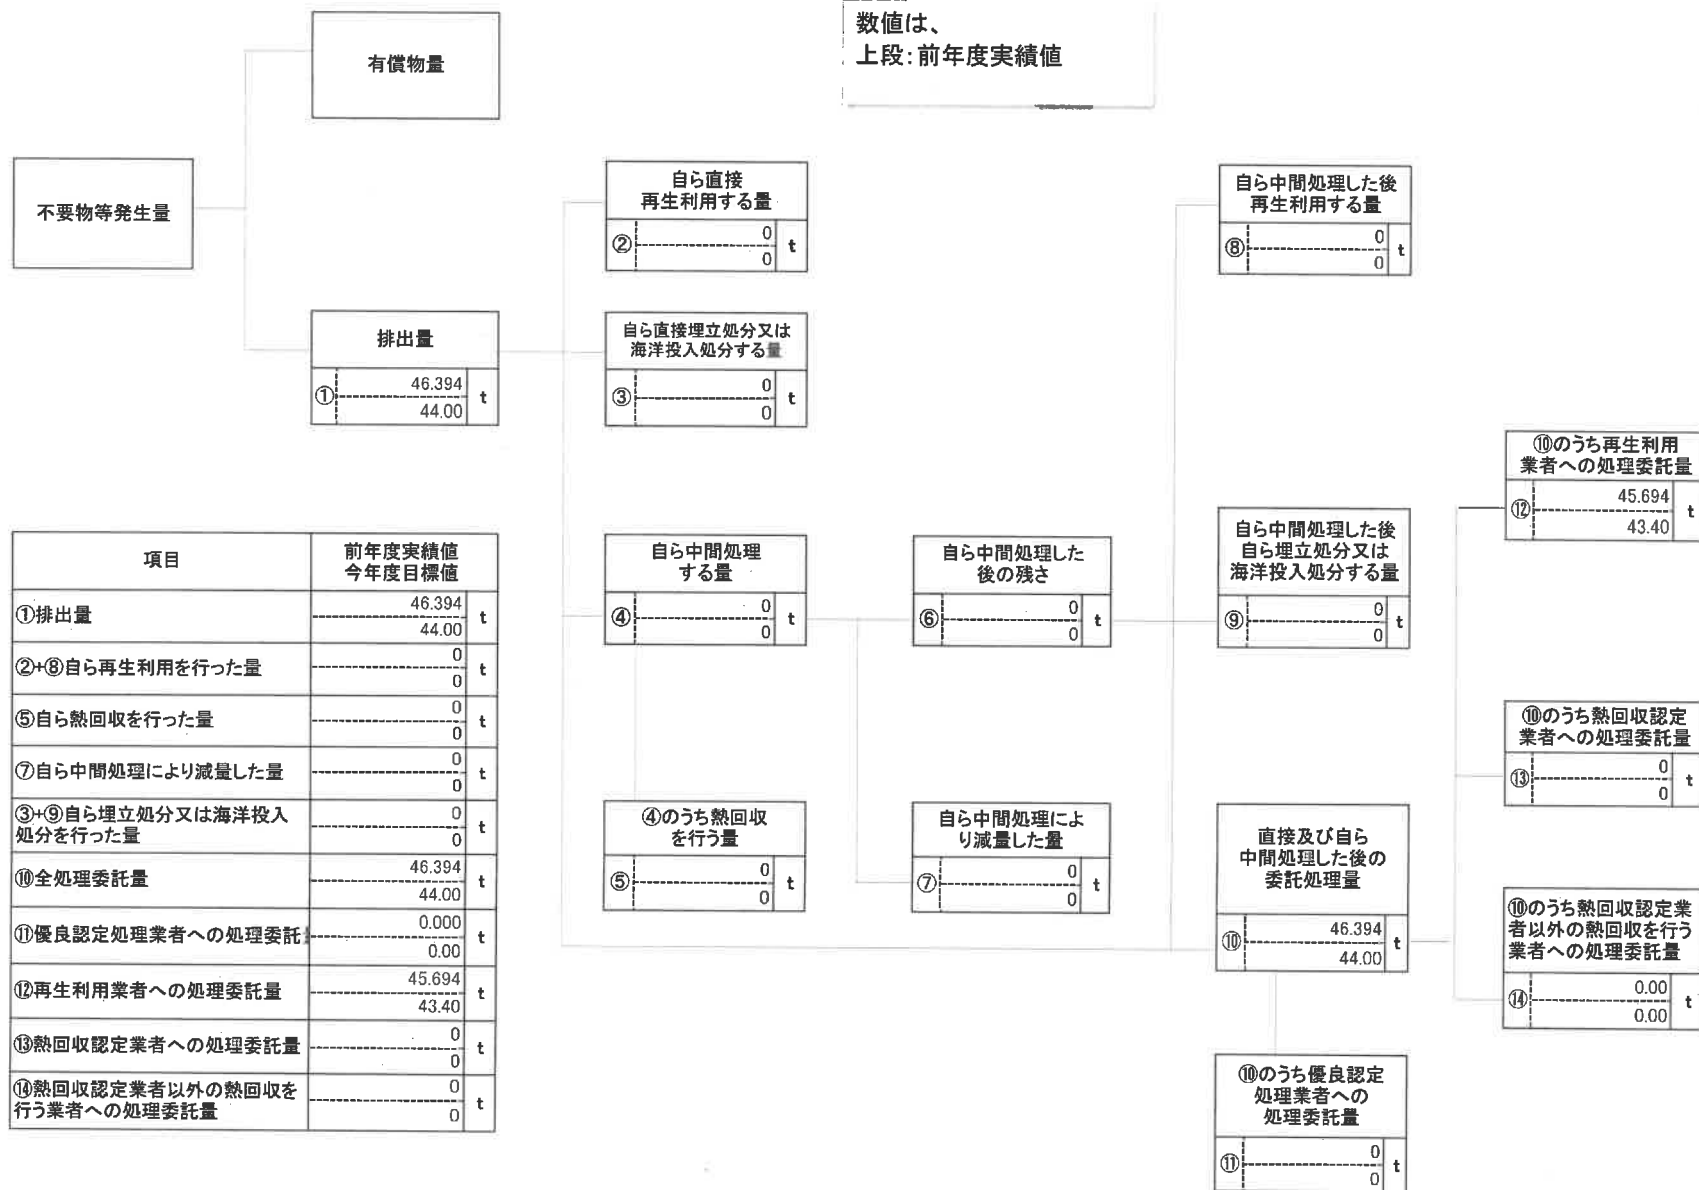 数値は、
上段:前年度実績値
有償物量
不要物等発生量
排出量
① 46.394 t
44.00
自ら直接
再生利用する量
② 0 t
0
自ら直接埋立処分又は
海洋投入処分する量
③ 0 t
0
自ら中間処理
する量
④ 0 t
0
④のうち熱回収
を行う量
⑤ 0 t
0
自ら中間処理した
後の残さ
⑥ 0 t
0
自ら中間処理によ
り減量した量
⑦ 0 t
0
自ら中間処理した後
再生利用する量
⑧ 0 t
0
自ら中間処理した後
自ら埋立処分又は
海洋投入処分する量
⑨ 0 t
0
直接及び自ら
中間処理した後の
委託処理量
⑩ 46.394 t
44.00
⑩のうち優良認定
処理業者への
処理委託量
⑪ 0 t
0
⑩のうち再生利用
業者への処理委託量
⑫ 45.694 t
43.40
⑩のうち熱回収認定
業者への処理委託量
⑬ 0 t
0
⑩のうち熱回収認定業
者以外の熱回収を行う
業者への処理委託量
⑭ 0.00 t
0.00
項目 前年度実績値
今年度目標値
①排出量 46.394 t
44.00
②+⑧自ら再生利用を行った量 0 t
0
⑤自ら熱回収を行った量 0 t
0
⑦自ら中間処理により減量した量 0 t
0
③+⑨自ら埋立処分又は海洋投入 0 t
処分を行った量 0
⑩全処理委託量 46.394 t
44.00
⑪優良認定処理業者への処理委託 0.000 t
0.00
⑫再生利用業者への処理委託量 45.694 t
43.40
⑬熱回収認定業者への処理委託量 0 t
0
⑭熱回収認定業者以外の熱回収を 0 t
行う業者への処理委託量 0